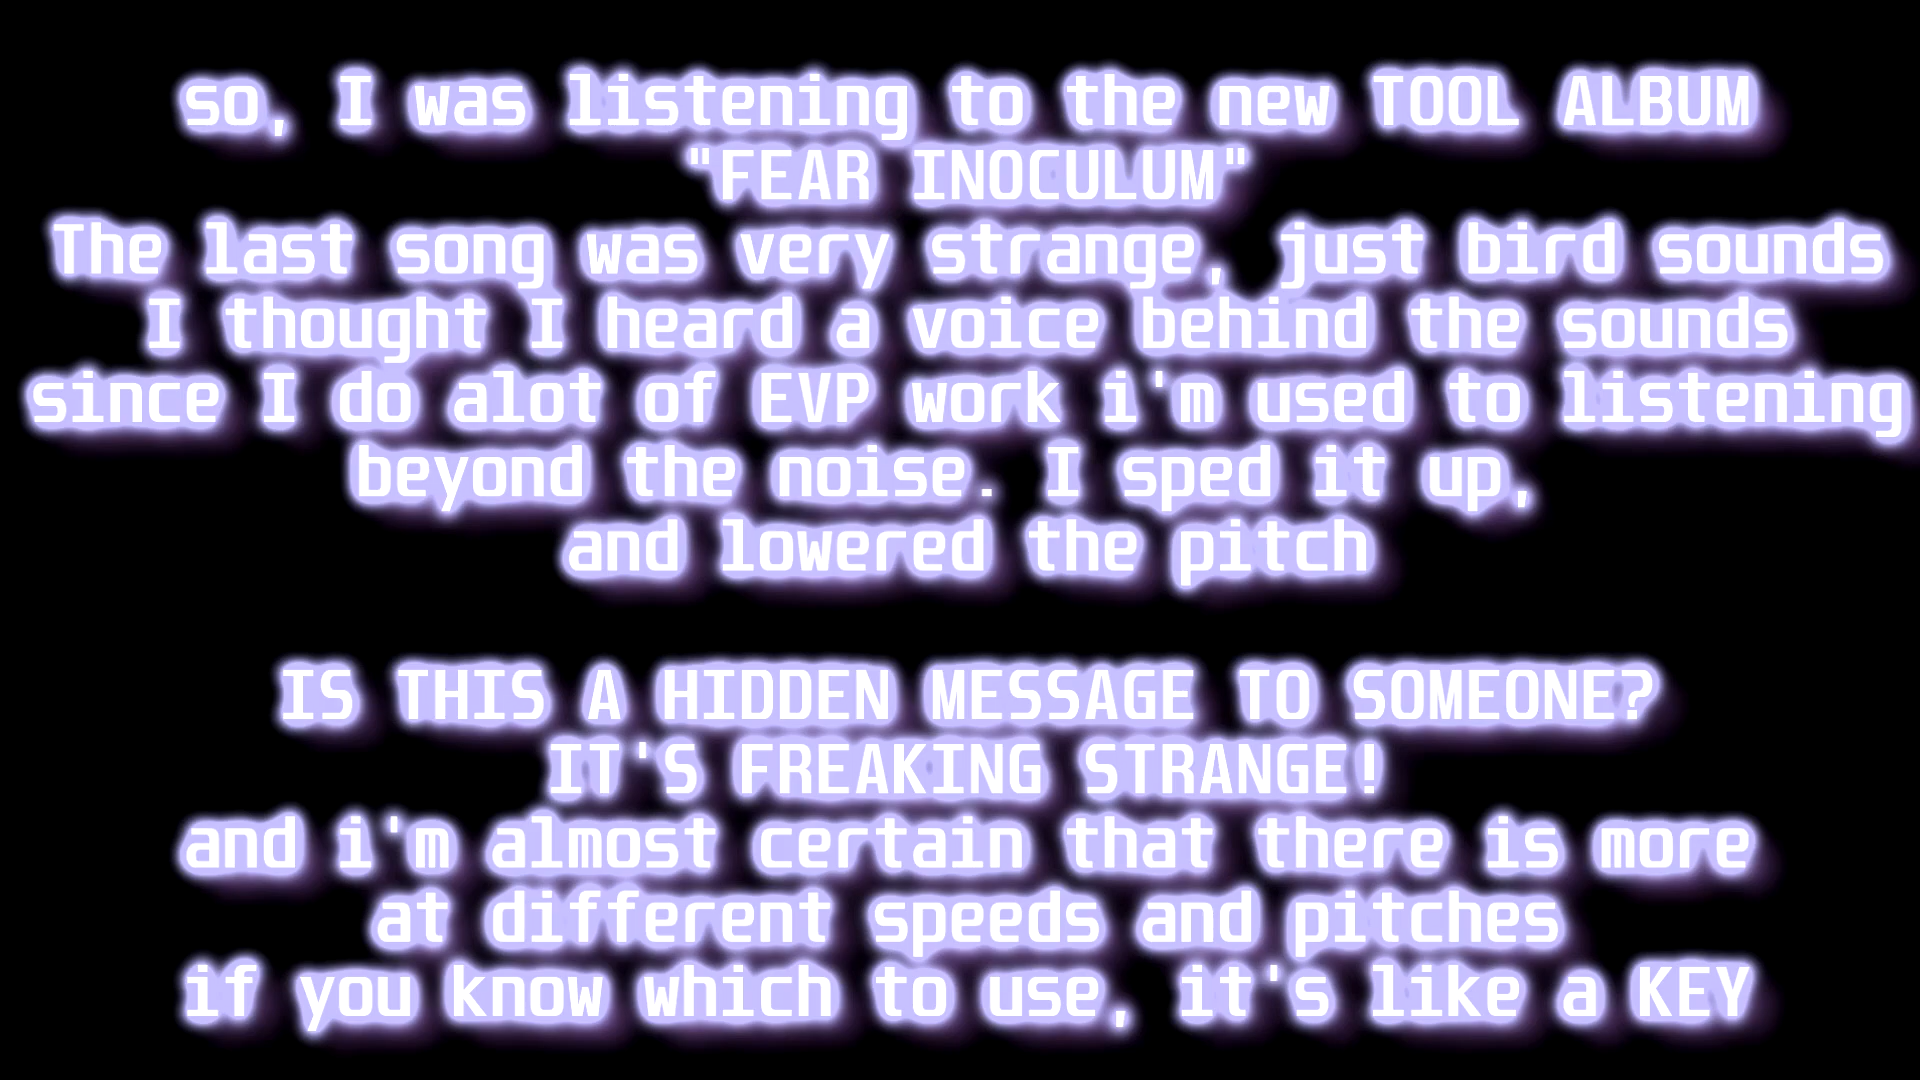 so, I was listening to the new TOOL ALBUM
"FEAR INOCULUM"
The last song was very strange, just bird sounds
I thought I heard a voice behind the sounds
since I do alot of EVP work i'm used to listening
beyond the noise. I sped it up,
and lowered the pitch
IS THIS A HIDDEN MESSAGE TO SOMEONE?
IT'S FREAKING STRANGE!
and i'm almost certain that there is more
at different speeds and pitches
if you know which to use, it's like a KEY